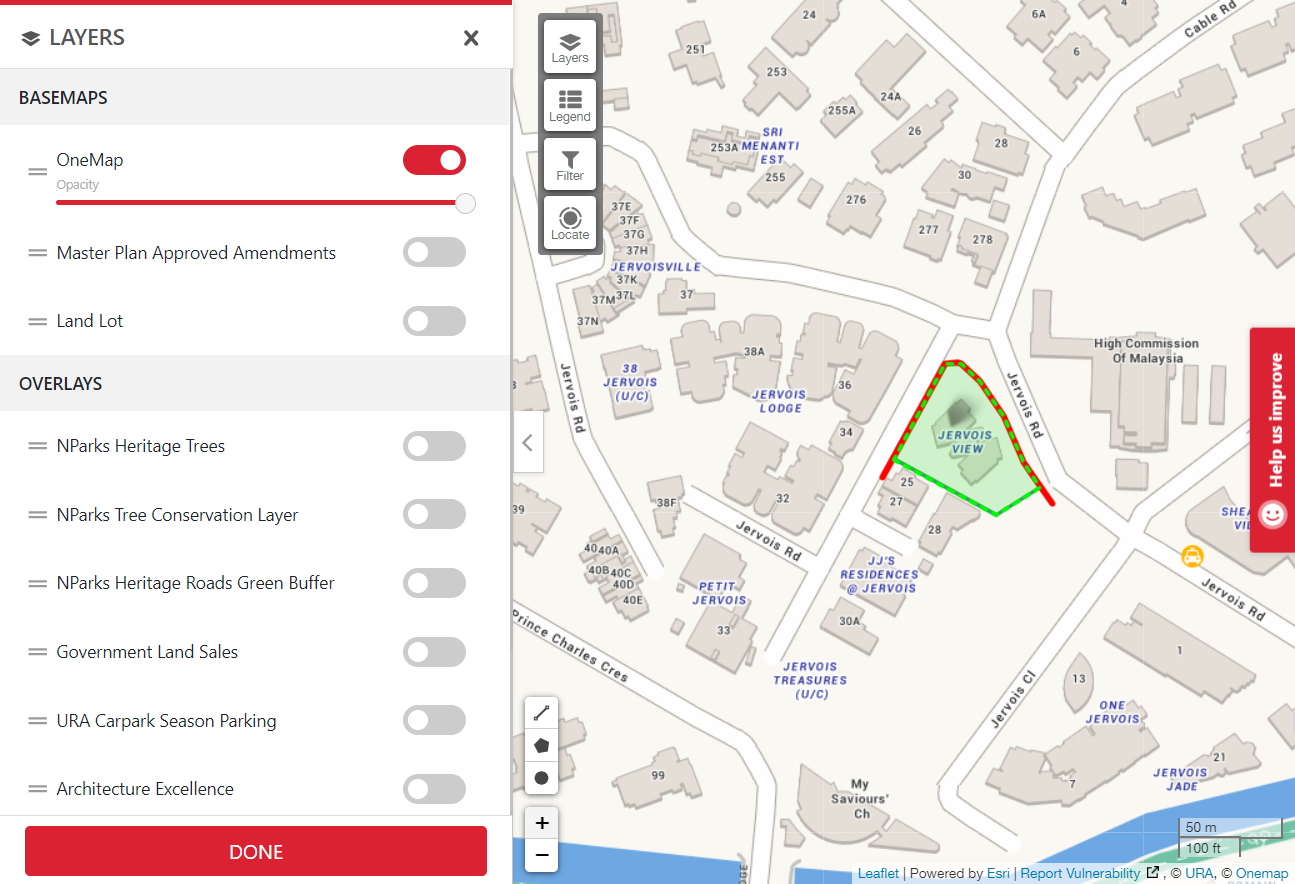 LAYERS
BASEMAPS
OneMap
Opacity
Master Plan Approved Amendments
Land Lot
OVERLAYS
NParks Heritage Trees
NParks Tree Conservation Layer
NParks Heritage Roads Green Buffer
Government Land Sales
URA Carpark Season Parking
Architecture Excellence
DONE
Layers
Legend
Filter
Locate
24
6A
4
Cable Rd
251
6
253
24A
255A
26
SRI
MENANTI
EST
253A
28
255
30
276
37E
37F
37G
37H
277
278
JERVOISVILLE
37K
37L
37M
37
37N
38A
High Commission
Of Malaysia
38
JERVOIS
(U/C)
Jervois Rd
36
JERVOIS
LODGE
Jervois Rd
34
JERVOIS
VIEW
25
27
32
38F
39
28
Jervois Rd
40
40A
40B
40C
40D
40E
JJ'S
RESIDENCES
@ JERVOIS
PETIT
JERVOIS
Jervois Rd
Prince Charles Cres
33
30A
1
JERVOIS
TREASURES
(U/C)
13
Jervois Cl
ONE
JERVOIS
21
99
7
JERVOIS
JADE
My
Saviours'
Ch
Help us improve
+
−
50 m
100 ft
Leaflet | Powered by Esri | Report Vulnerability , © URA, © Onemap